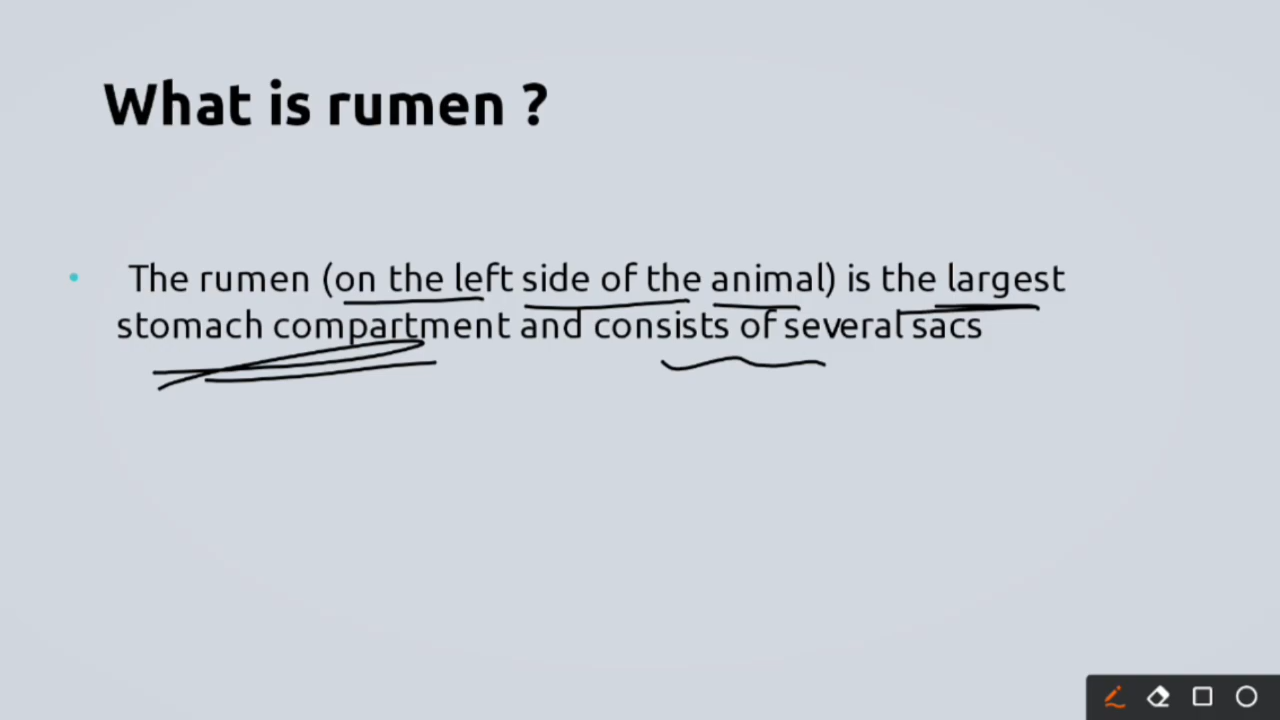 What is rumen ?
• The rumen (on the left side of the animal) is the largest
stomach compartment and consists of several sacs